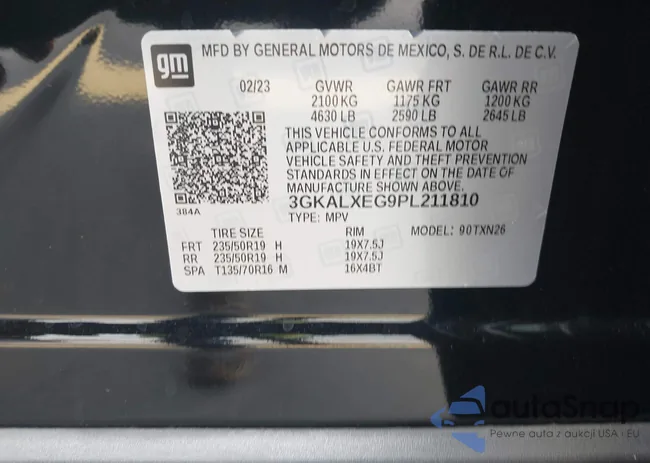 gm MFD BY GENERAL MOTORS DE MEXICO, S. DE R.L. DE C.V.
02/23 GVWR GAWR FRT GAWR RR
2100 KG 1175 KG 1200 KG
4630 LB 2590 LB 2645 LB
THIS VEHICLE CONFORMS TO ALL
APPLICABLE U.S. FEDERAL MOTOR
VEHICLE SAFETY AND THEFT PREVENTION
STANDARDS IN EFFECT ON THE DATE OF
MANUFACTURE SHOWN ABOVE.
384A 3GKALXEG9PL211810
TYPE: MPV MODEL: 90TXN26
TIRE SIZE RIM
FRT 235/50R19 H 19X7.5J
RR 235/50R19 H 19X7.5J
SPA T135/70R16 M 16X4BT
autoSnap
Pewne auta z aukcji USA · EU